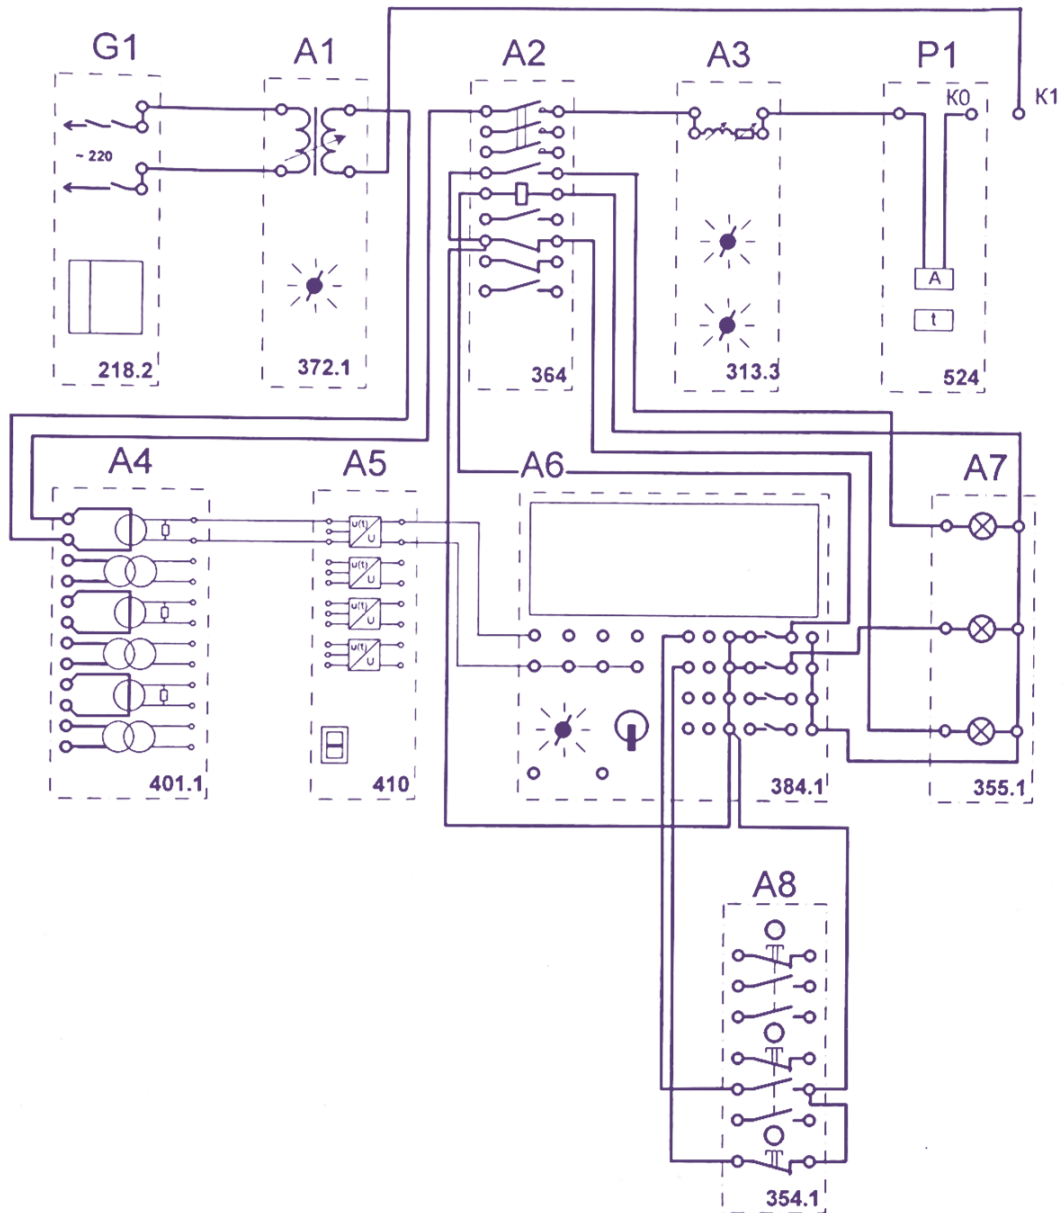 G1
A1
A2
A3
P1
K0
K1
~ 220
A
t
218.2
372.1
364
313.3
524
A4
A5
A6
A7
u(t)
U
u(t)
U
u(t)
U
u(t)
U
401.1
410
384.1
355.1
A8
354.1